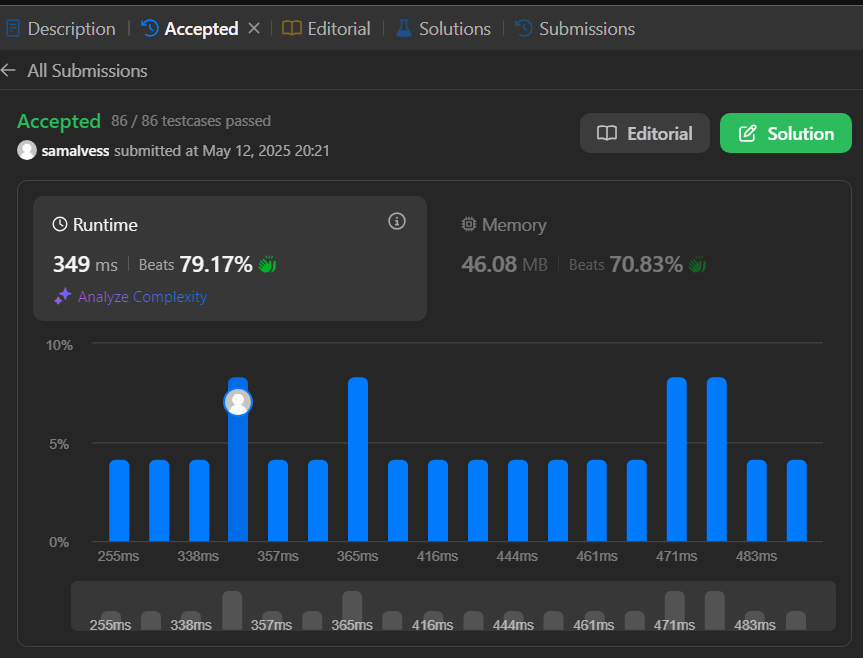 Description Accepted Editorial Solutions Submissions
All Submissions
Accepted 86 / 86 testcases passed
samalvess submitted at May 12, 2025 20:21
Editorial
Solution
Runtime
349 ms Beats 79.17%
Analyze Complexity
Memory
46.08 MB Beats 70.83%
10%
5%
0%
255ms 338ms 357ms 365ms 416ms 444ms 461ms 471ms 483ms
255ms 338ms 357ms 365ms 416ms 444ms 461ms 471ms 483ms